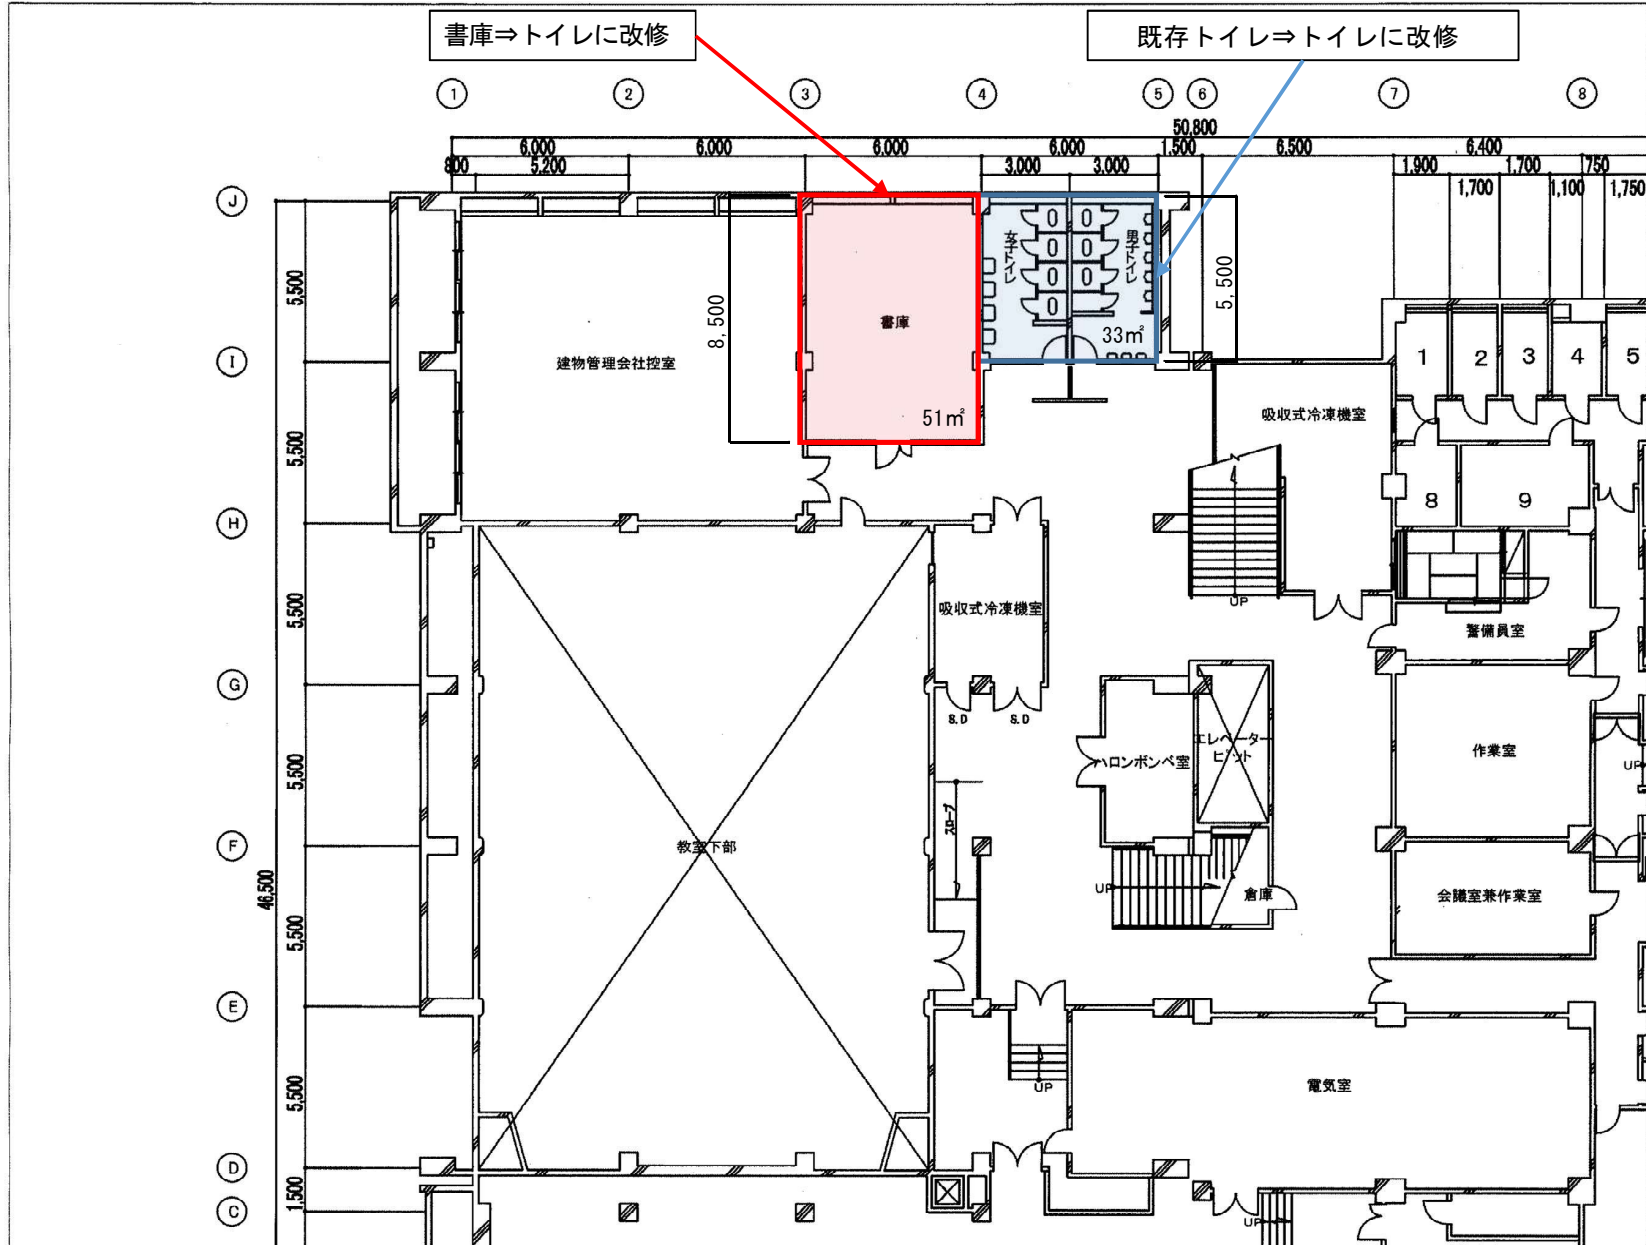 書庫⇒トイレに改修
既存トイレ⇒トイレに改修
1 2 3 4 5 6 7 8
50,800
6,000 6,000 6,000 6,000 1,500 6,500 6,400
800 5,200 3,000 3,000 1,900 1,700 750
1,700 1,100 1,750
J
I
H
G
F
E
D
C
5,500
5,500
5,500
5,500
5,500
5,500
1,500
46,500
8,500
5,500
女子トイレ
男子トイレ
33㎡
書庫
51㎡
建物管理会社控室
吸収式冷凍機室
1 2 3 4 5
8 9
UP
吸収式冷凍機室
警備員室
S.D S.D
ハロンボンベ室
エレベーター
ピット
作業室
UP
スロープ
教室下部
UP
倉庫
会議室兼作業室
UP
電気室
UP